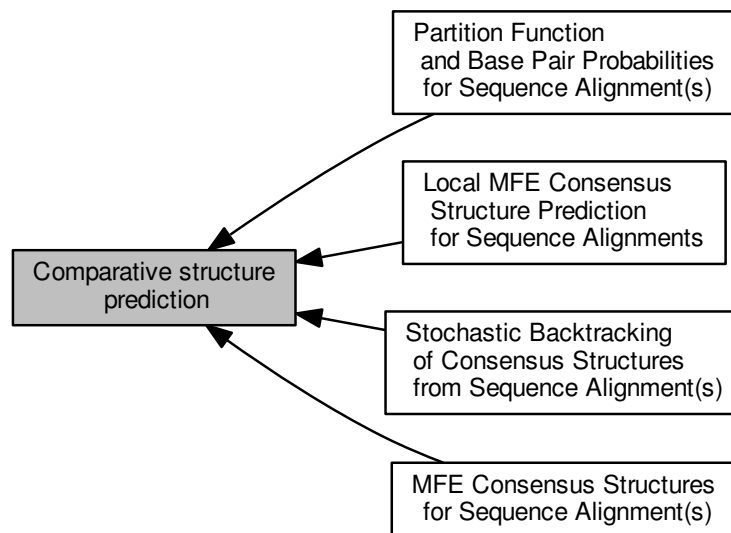 Partition Function
and Base Pair Probabilities
for Sequence Alignment(s)
Local MFE Consensus
Structure Prediction
for Sequence Alignments
Comparative structure
prediction
Stochastic Backtracking
of Consensus Structures
from Sequence Alignment(s)
MFE Consensus Structures
for Sequence Alignment(s)